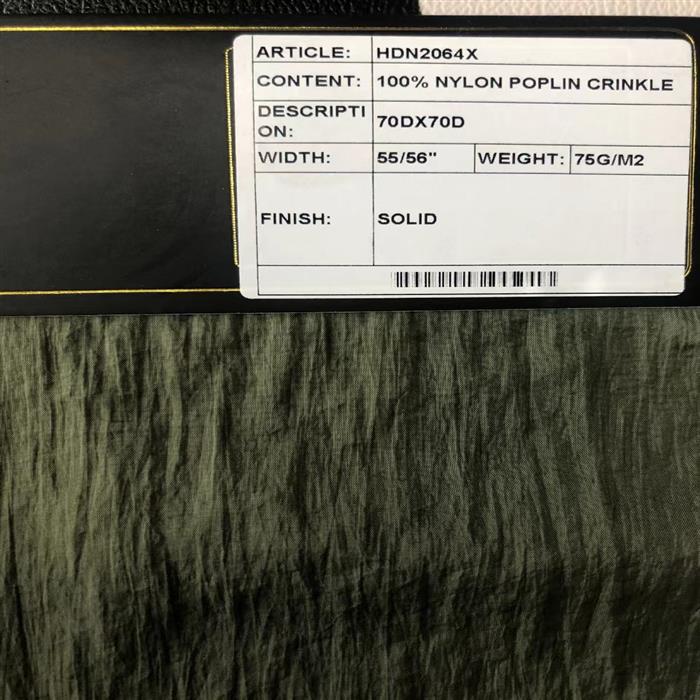 ARTICLE: HDN2064X
CONTENT: 100% NYLON POPLIN CRINKLE
DESCRIPTI
ON: 70DX70D
WIDTH: 55/56" WEIGHT: 75G/M2
FINISH: SOLID